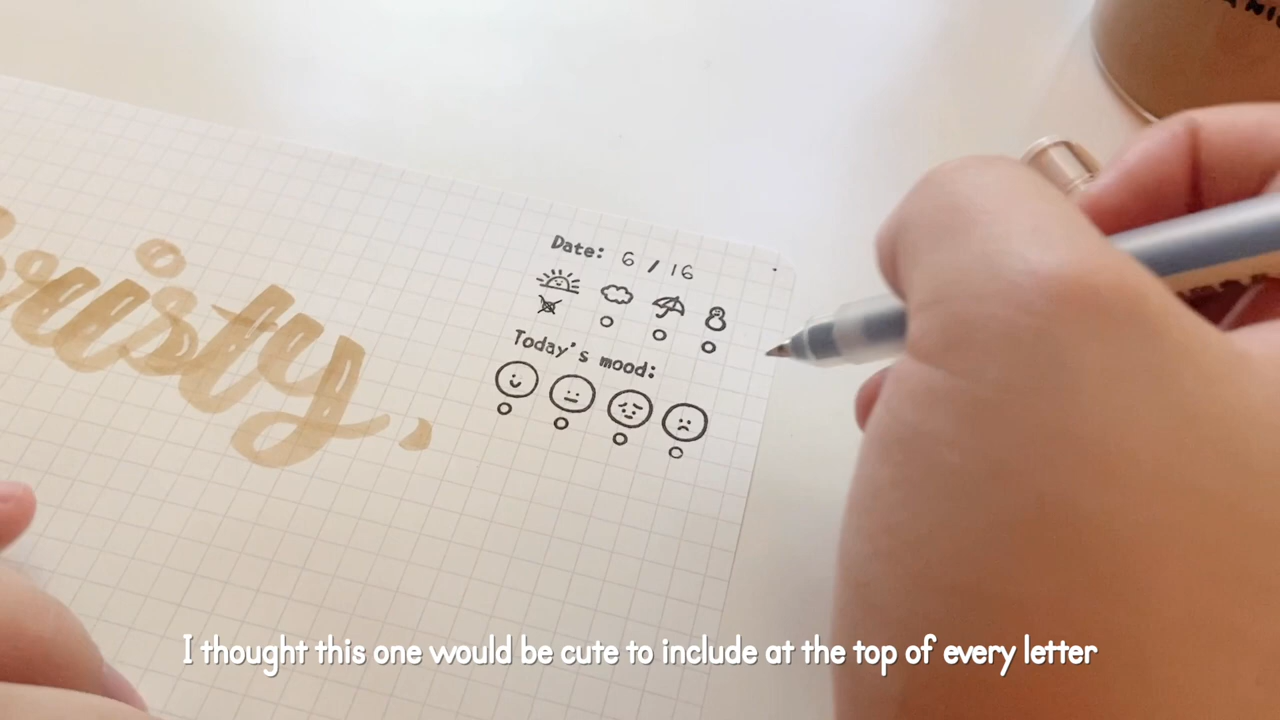 Date: 6 / 16
Today's mood:
risty,
I thought this one would be cute to include at the top of every letter